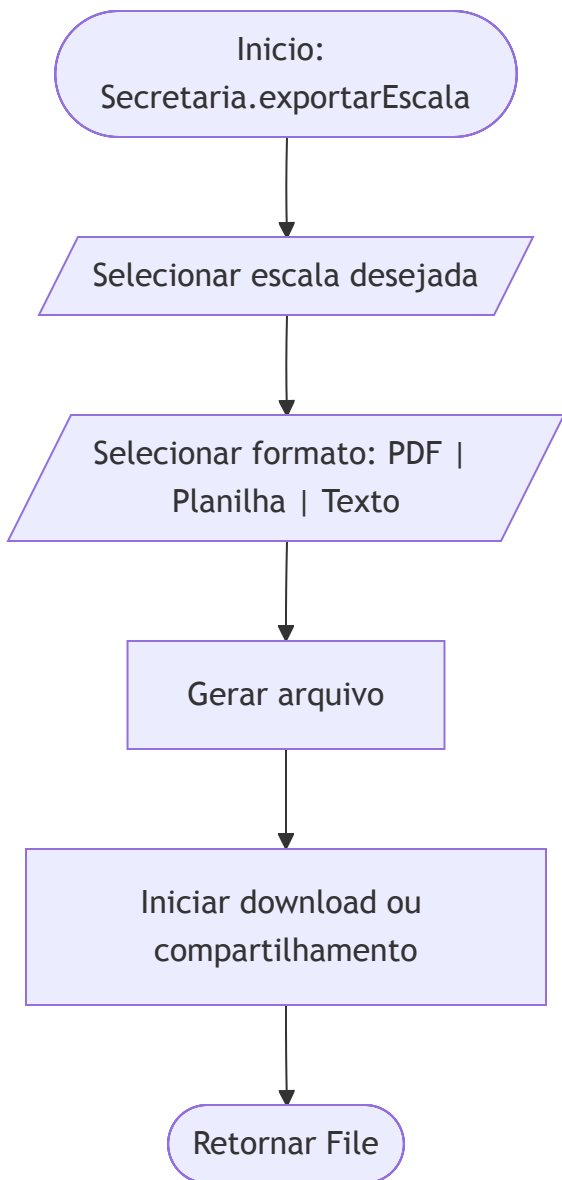 Inicio:
Secretaria.exportarEscala
Selecionar escala desejada
Selecionar formato: PDF |
Planilha | Texto
Gerar arquivo
Iniciar download ou
compartilhamento
Retornar File